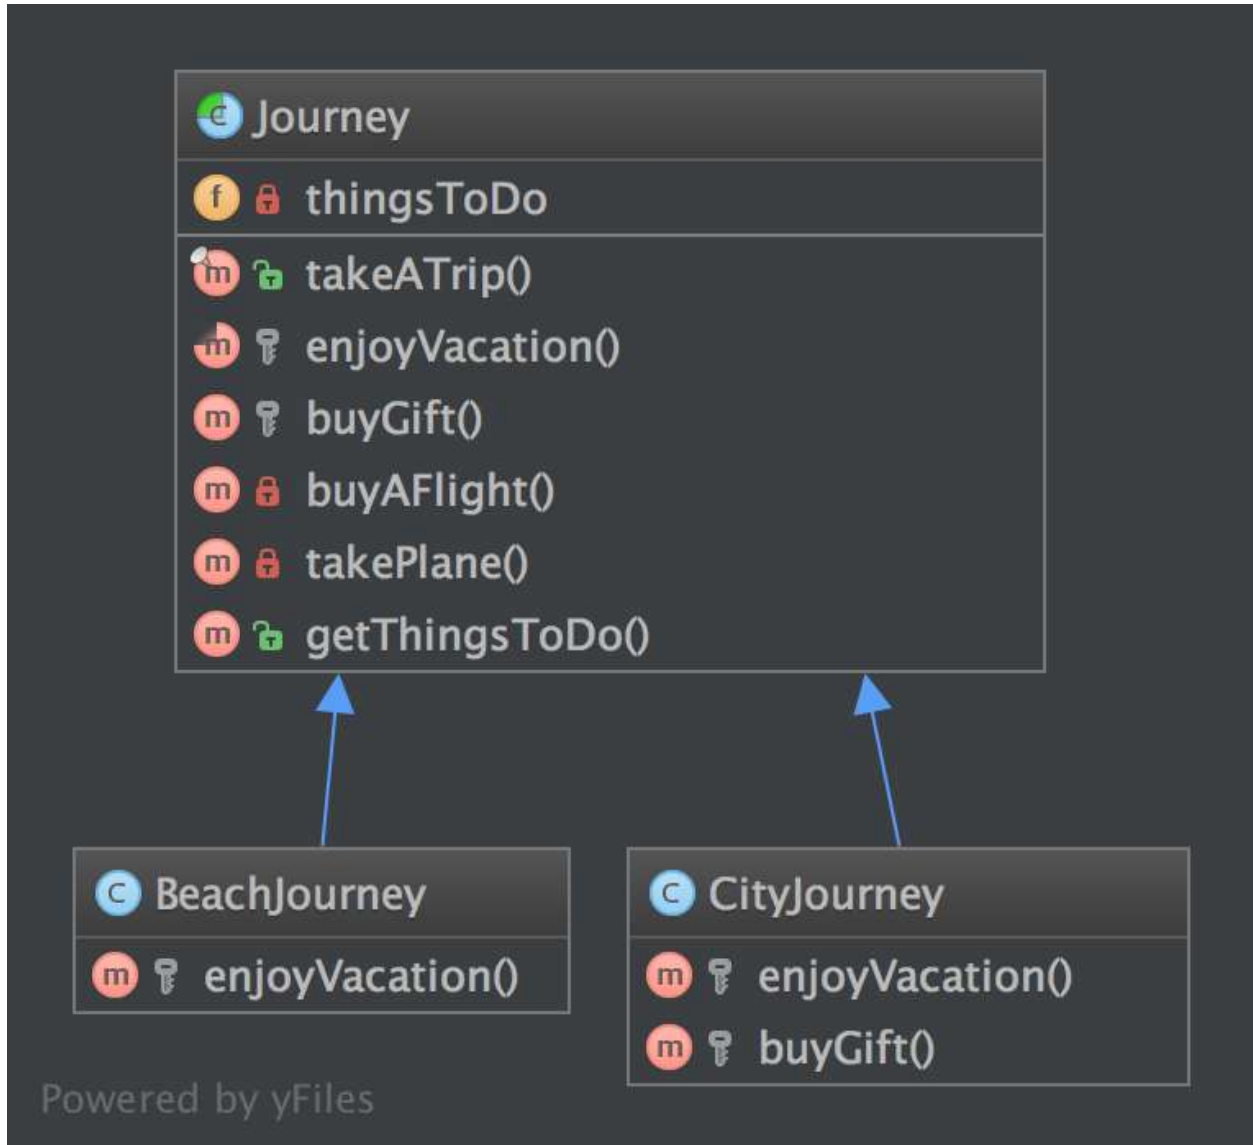 C Journey
f thingsToDo
m takeATrip()
m enjoyVacation()
m buyGift()
m buyAFlight()
m takePlane()
m getThingsToDo()
C BeachJourney
m enjoyVacation()
C CityJourney
m enjoyVacation()
m buyGift()
Powered by yFiles